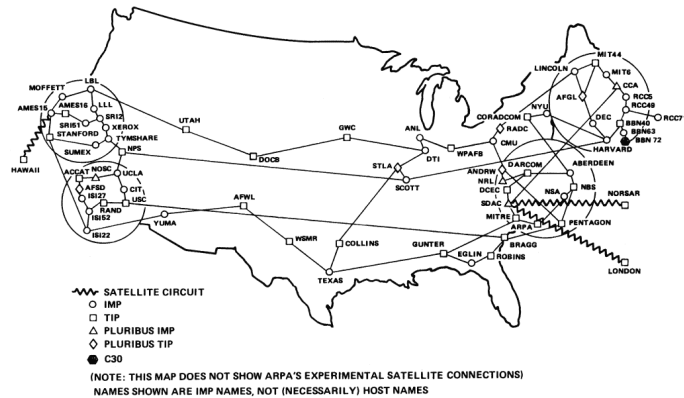 MIT44
LINCOLN
MIT6
MOFFETT
LBL
CCA
AMES15
AMES16
LLL
AFGL
RCC5
RCC49
RCC7
SRI2
UTAH
GWC
ANL
CORADCOM
NYU
DEC
BBN40
SRI51
XEROX
RADC
BBN63
STANFORD
TYMSHARE
CMU
HARVARD
BBN 72
SUMEX
NPS
DOCB
DTI
WPAFB
HAWAII
STLA
DARCOM
ABERDEEN
ACCAT
NOSC
UCLA
SCOTT
ANDRW
NRL
AFSD
CIT
DCEC
NSA
NBS
NORSAR
ISI27
RAND
USC
AFWL
SDAC
ISI52
MITRE
ISI22
YUMA
ARPA
PENTAGON
WSMR
COLLINS
GUNTER
BRAGG
EGLIN
ROBINS
TEXAS
LONDON
SATELLITE CIRCUIT
IMP
TIP
PLURIBUS IMP
PLURIBUS TIP
C30
(NOTE: THIS MAP DOES NOT SHOW ARPA'S EXPERIMENTAL SATELLITE CONNECTIONS)
NAMES SHOWN ARE IMP NAMES, NOT (NECESSARILY) HOST NAMES